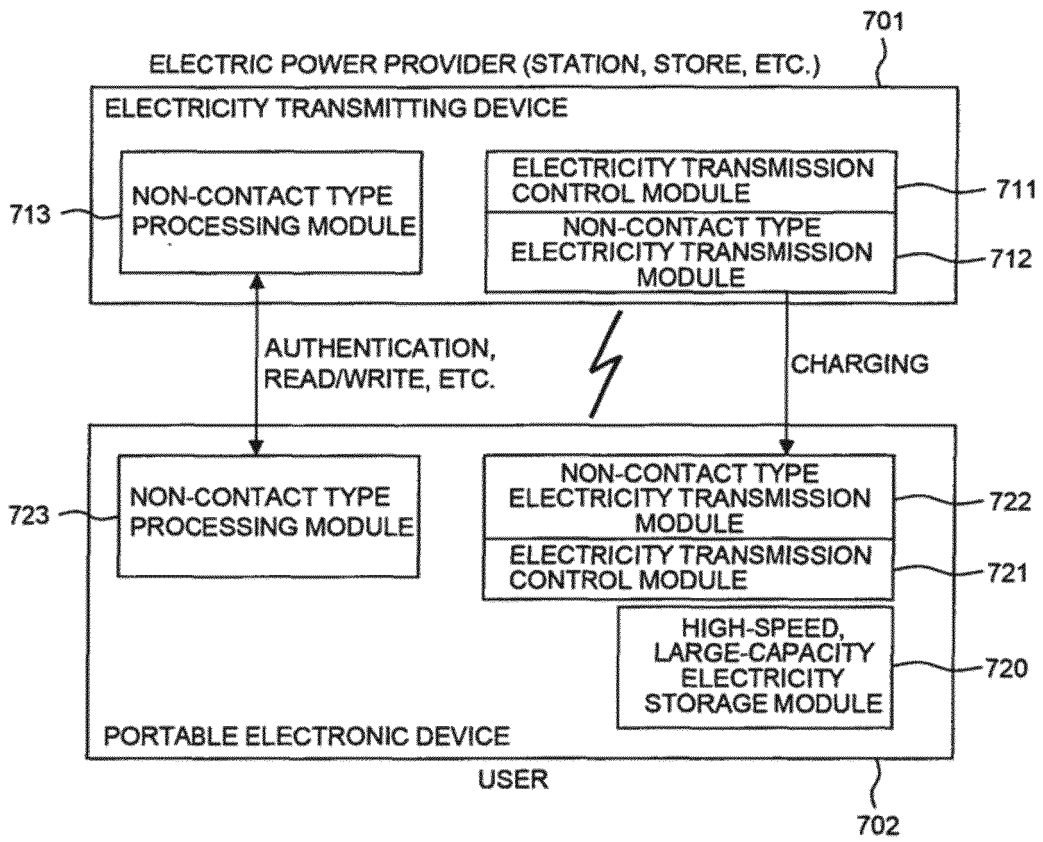 701
ELECTRIC POWER PROVIDER (STATION, STORE, ETC.)
ELECTRICITY TRANSMITTING DEVICE
713
NON-CONTACT TYPE
PROCESSING MODULE
ELECTRICITY TRANSMISSION
CONTROL MODULE
711
NON-CONTACT TYPE
ELECTRICITY TRANSMISSION
MODULE
712
AUTHENTICATION,
READ/WRITE, ETC.
CHARGING
723
NON-CONTACT TYPE
PROCESSING MODULE
NON-CONTACT TYPE
ELECTRICITY TRANSMISSION
MODULE
722
ELECTRICITY TRANSMISSION
CONTROL MODULE
721
HIGH-SPEED,
LARGE-CAPACITY
ELECTRICITY
STORAGE MODULE
720
PORTABLE ELECTRONIC DEVICE
USER
702